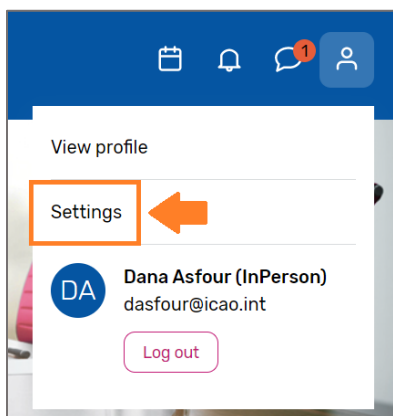 1
View profile
Settings
DA
Dana Asfour (InPerson)
dasfour@icao.int
Log out